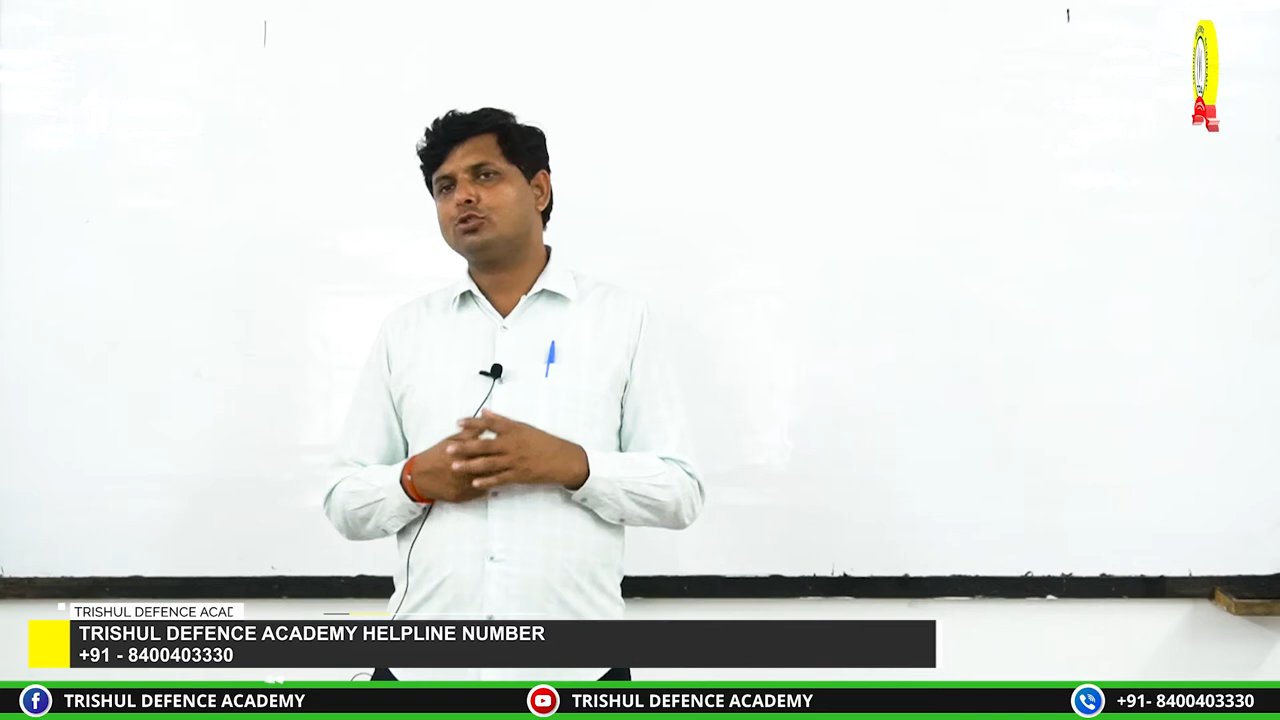 TRISHUL DEFENCE ACAD
TRISHUL DEFENCE ACADEMY HELPLINE NUMBER
+91 - 8400403330
TRISHUL DEFENCE ACADEMY
TRISHUL DEFENCE ACADEMY
+91- 8400403330